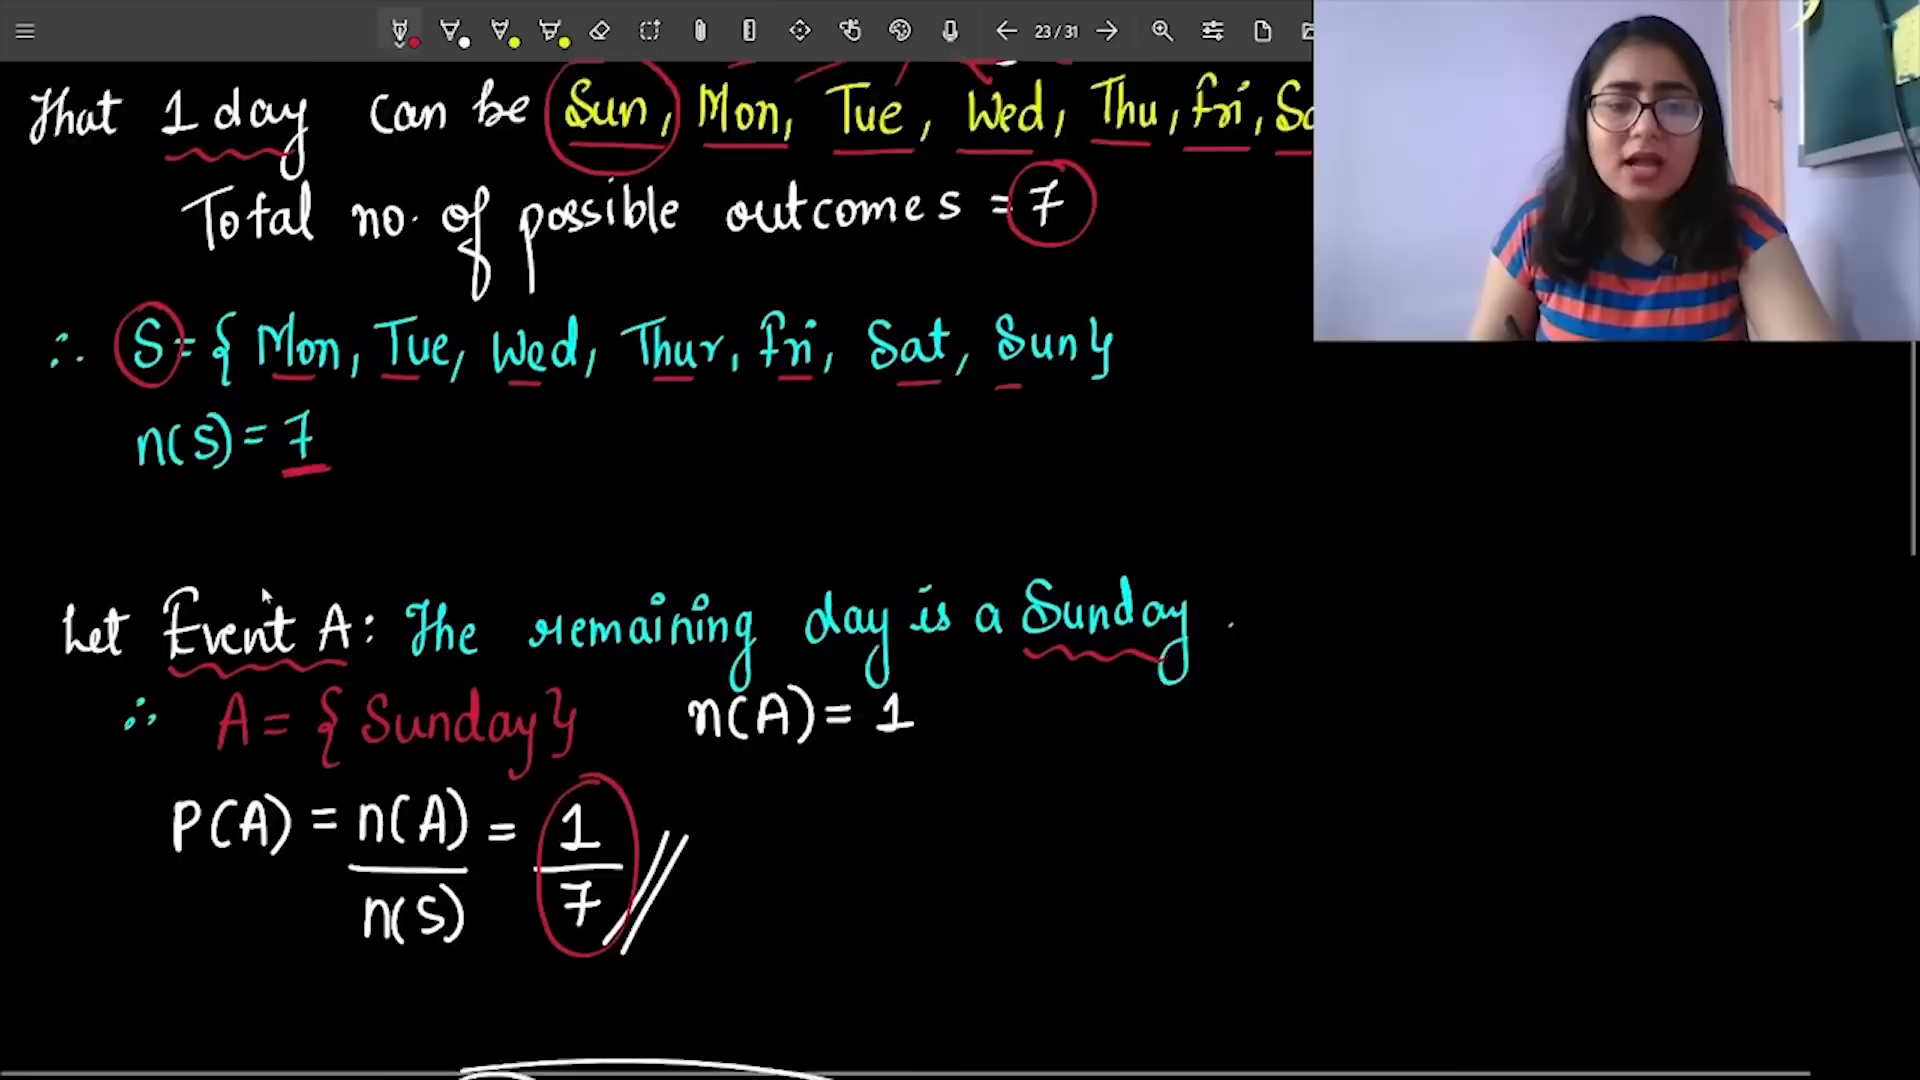 23 / 31
That 1 day can be Sun, Mon, Tue, Wed, Thu, Fri,
Total no. of possible outcomes = 7
∴ S = { Mon, Tue, Wed, Thur, Fri, Sat, Sun }
n(S) = 7
Let Event A : The remaining day is a Sunday .
∴ A = { Sunday } n(A) = 1
P(A) = n(A)/n(S) = 1/7 //